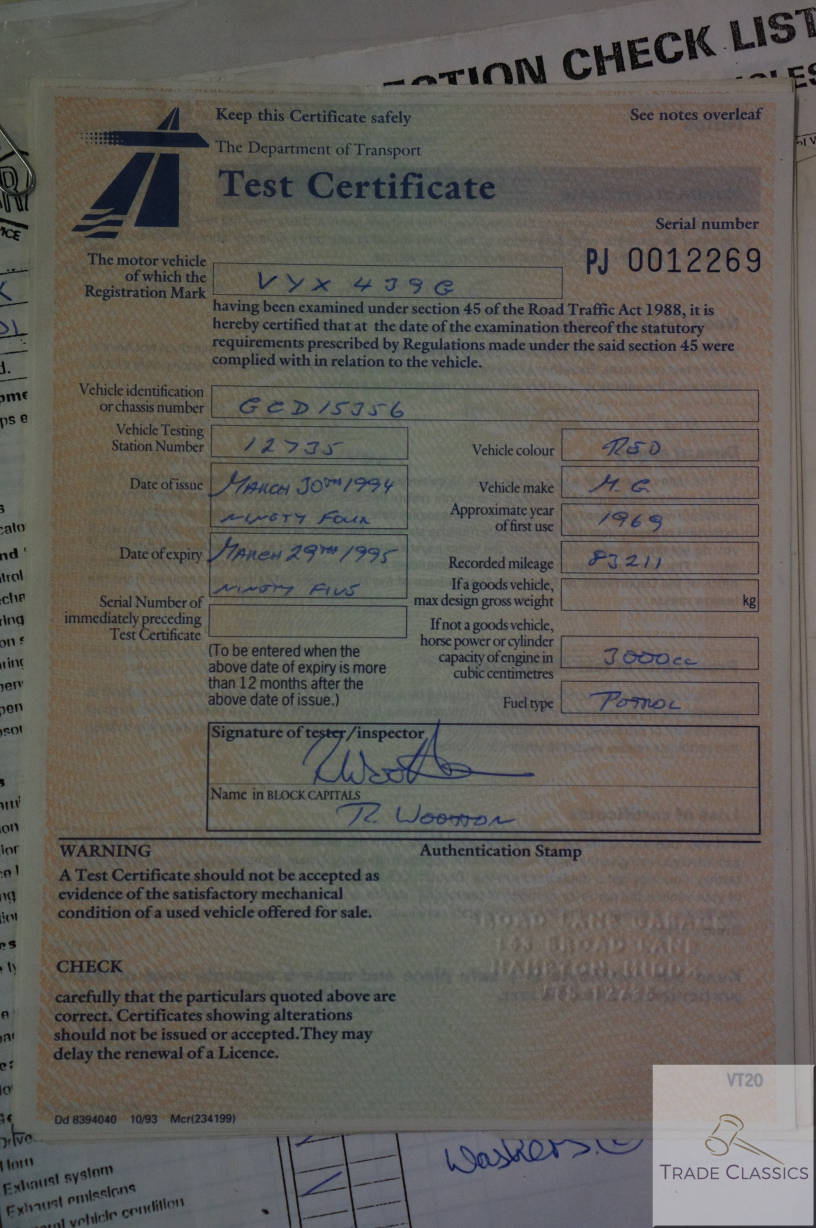 CTION CHECK LIST
Keep this Certificate safely
See notes overleaf
The Department of Transport
Test Certificate
Serial number
PJ 0012269
The motor vehicle
of which the
Registration Mark
VYX 439G
having been examined under section 45 of the Road Traffic Act 1988, it is
hereby certified that at the date of the examination thereof the statutory
requirements prescribed by Regulations made under the said section 45 were
complied with in relation to the vehicle.
Vehicle identification
or chassis number
GCD15356
Vehicle Testing
Station Number
12735
Vehicle colour
RED
Date of issue
MARCH 30TH 1994
NINETY FOUR
Vehicle make
M.G
Approximate year
of first use
1969
Date of expiry
MARCH 29TH 1995
NINETY FIVE
Recorded mileage
83211
If a goods vehicle,
max design gross weight
kg
Serial Number of
immediately preceding
Test Certificate
(To be entered when the
above date of expiry is more
than 12 months after the
above date of issue.)
If not a goods vehicle,
horse power or cylinder
capacity of engine in
cubic centimetres
3000cc
Fuel type
PETROL
Signature of tester/inspector
Name in BLOCK CAPITALS
R. WOOTTON
WARNING
A Test Certificate should not be accepted as
evidence of the satisfactory mechanical
condition of a used vehicle offered for sale.
Authentication Stamp
BROAD LANE GARAGE
BROAD LANE
HAMPTON MIDDX
CHECK
carefully that the particulars quoted above are
correct. Certificates showing alterations
should not be issued or accepted. They may
delay the renewal of a Licence.
VT20
Dd 8394040 10/93 Mcr(234199)
Horn
Exhaust system
Exhaust emissions
vehicle condition
Washers
TRADE CLASSICS